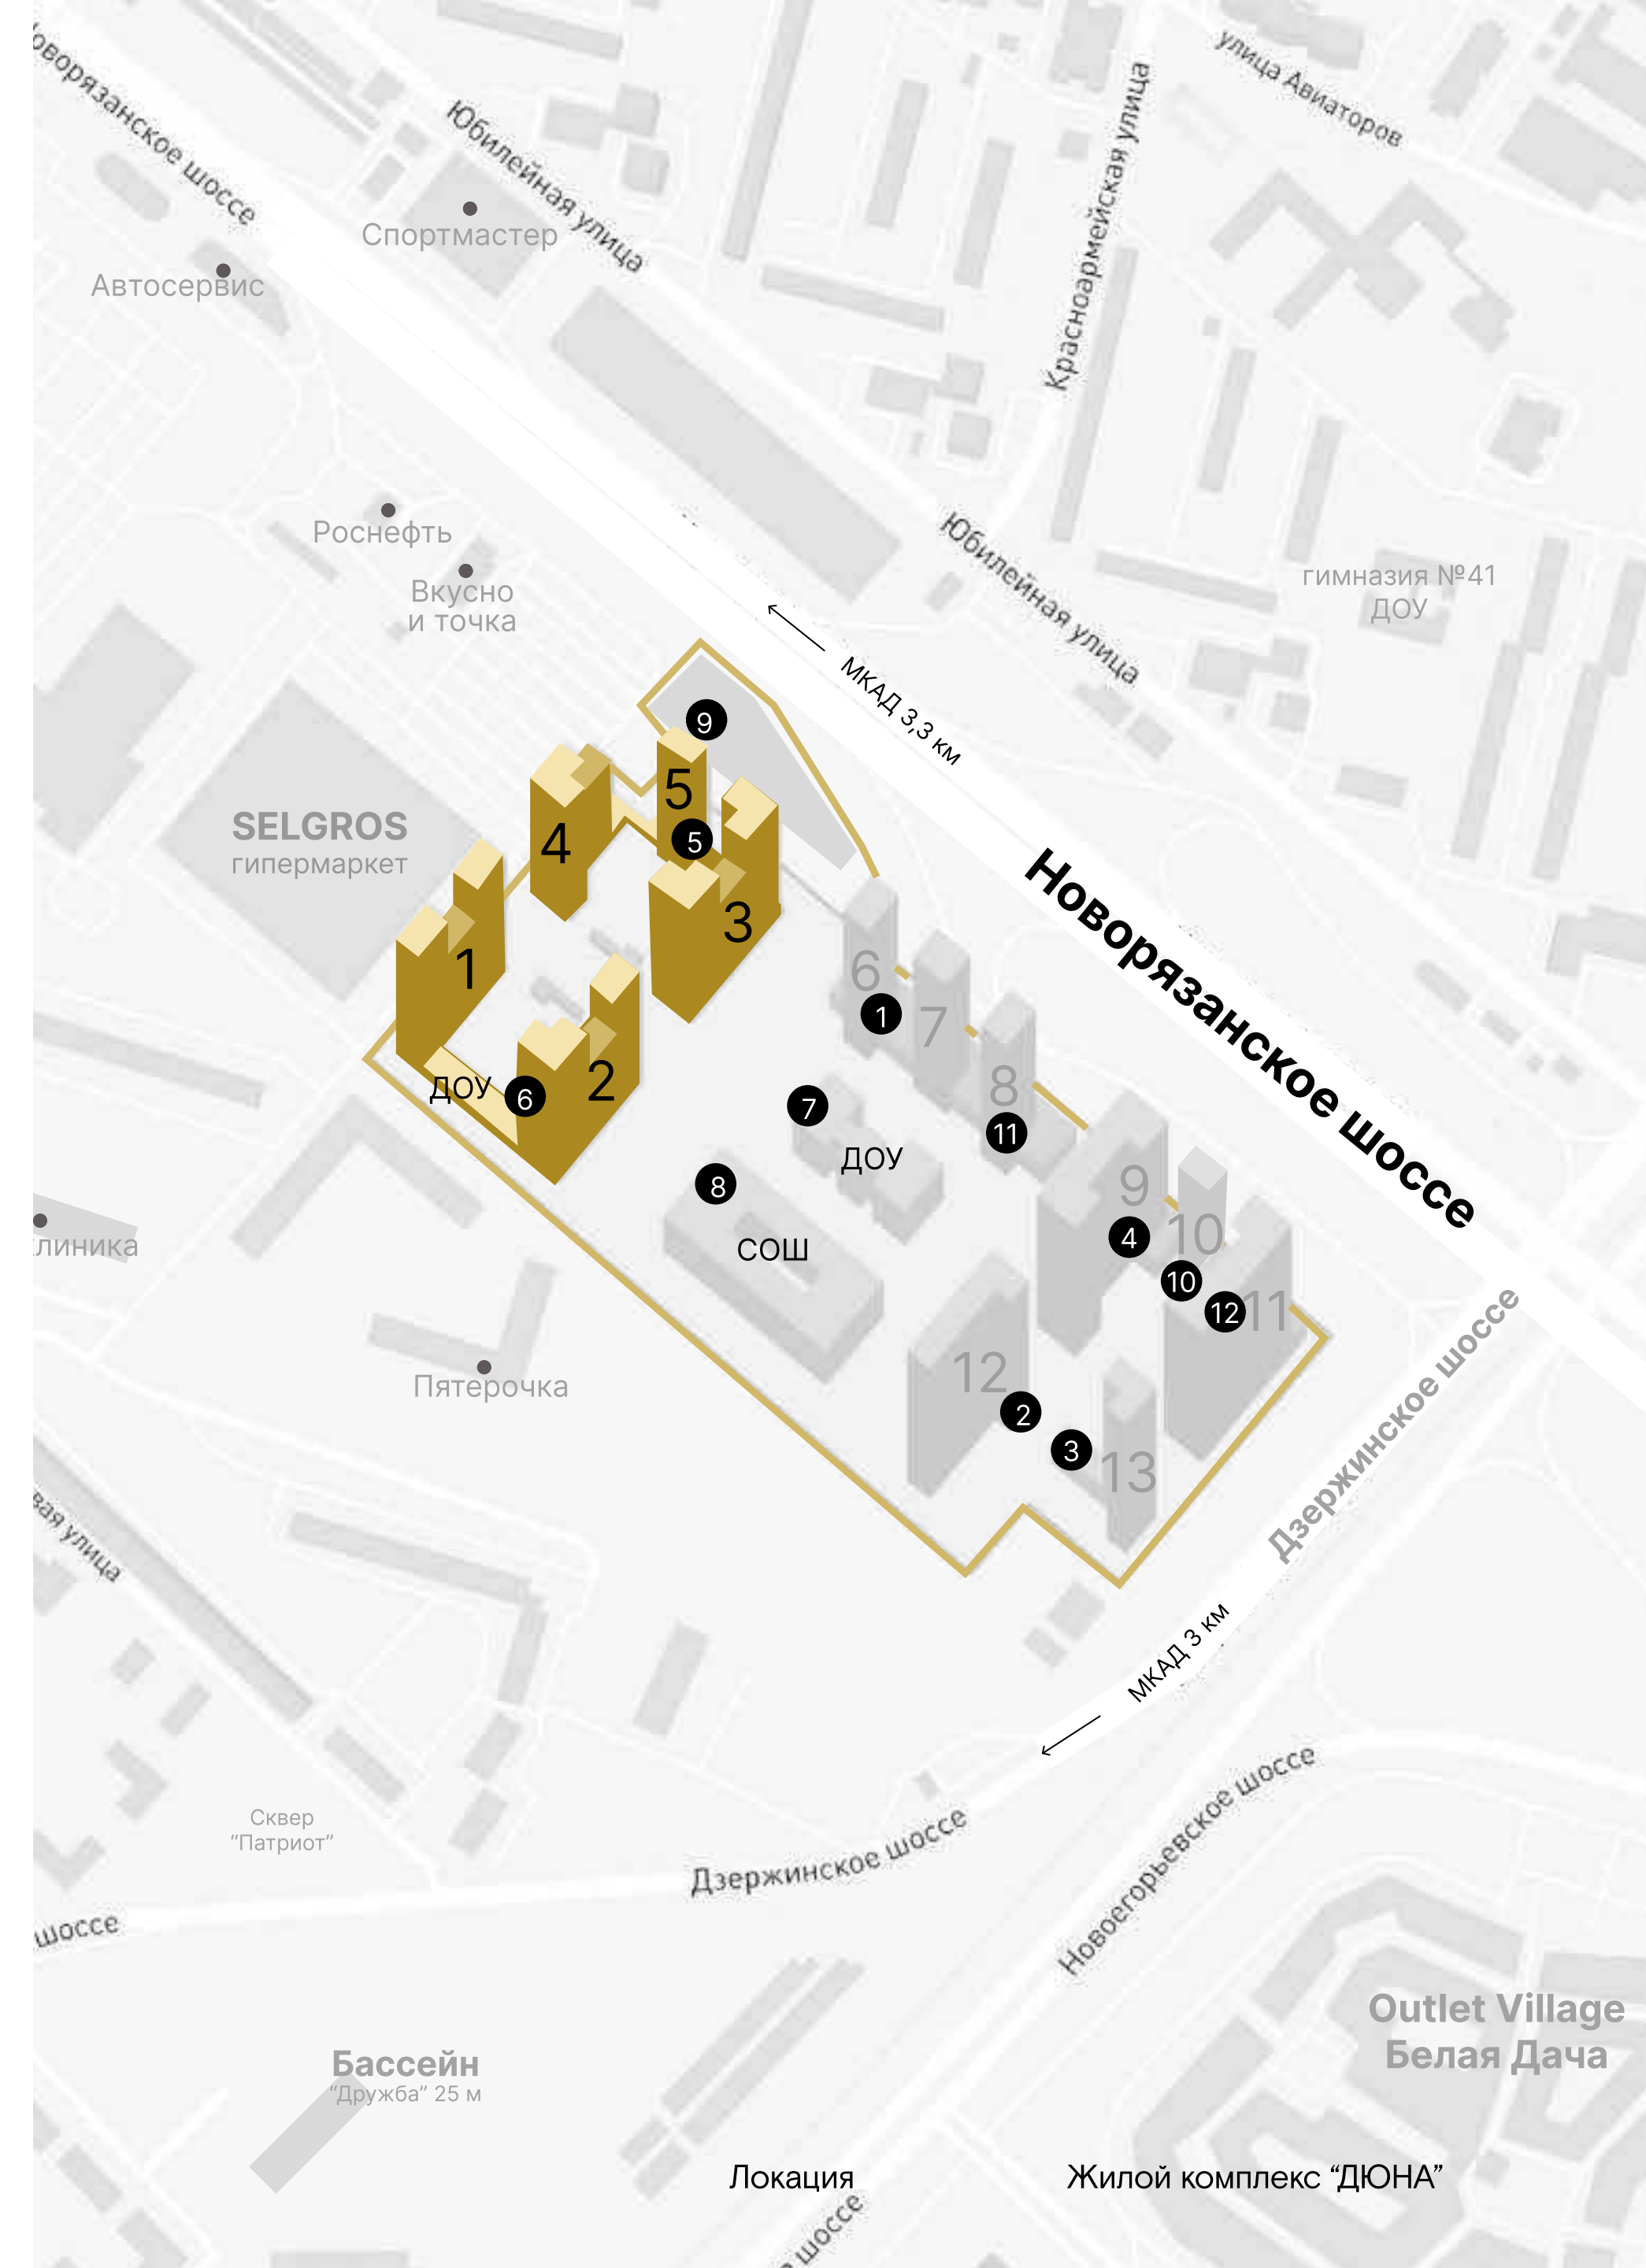 улица Авиаторов
оворязанское шоссе
Юбилейная улица
Красноармейская улица
Спортмастер
Автосервис
Роснефть
Вкусно
и точка
Юбилейная улица
гимназия №41
ДОУ
МКАД 3,3 км
9
5
5
4
3
SELGROS
гипермаркет
1
2
ДОУ
6
Новорязанское шоссе
6
1
7
8
11
7
ДОУ
8
СОШ
9
4
10
10
12
11
12
2
3
13
линика
Пятерочка
Дзержинское шоссе
вая улица
МКАД 3 км
Новоегорьевское шоссе
Сквер
“Патриот”
Дзержинское шоссе
шоссе
Outlet Village
Белая Дача
Бассейн
“Дружба” 25 м
Локация
Жилой комплекс “ДЮНА”
шоссе